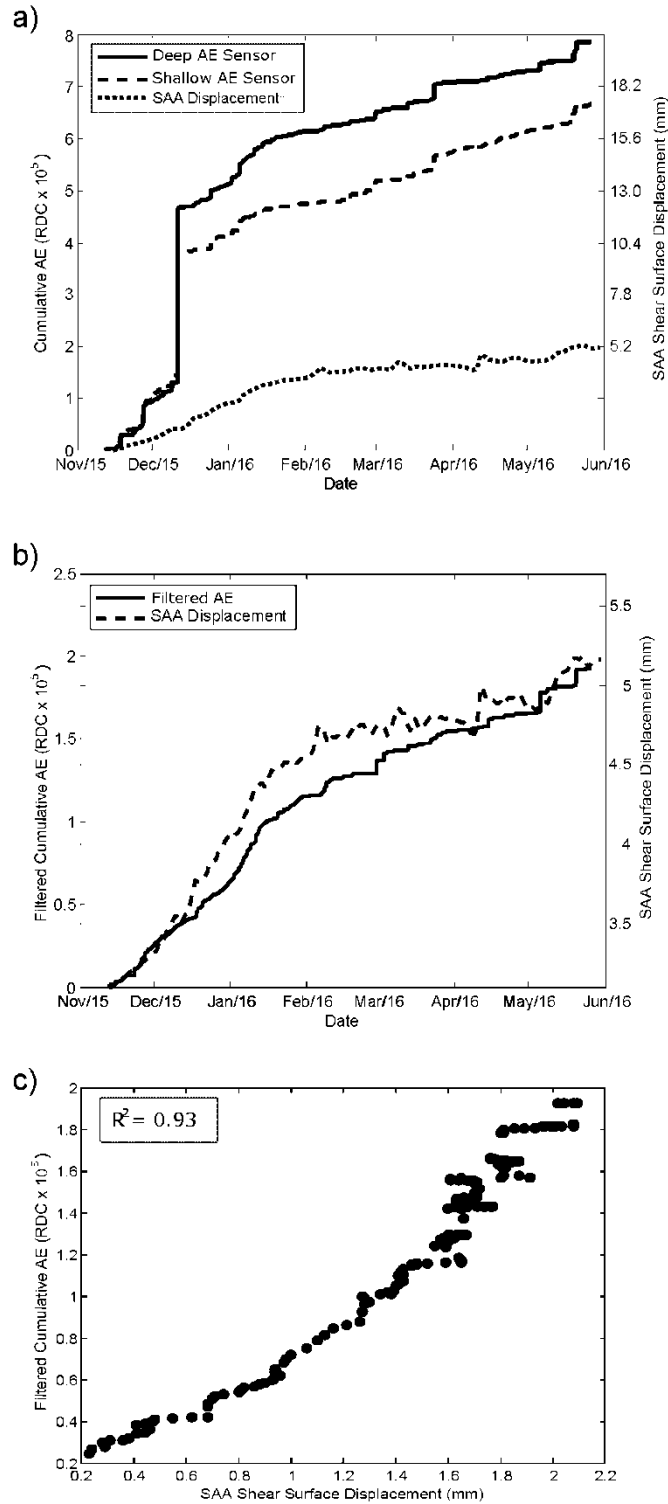 a)
Deep AE Sensor
Shallow AE Sensor
SAA Displacement
Cumulative AE (RDC x 10⁵)
8
7
6
5
4
3
2
1
0
18.2
15.6
13.0
10.4
7.8
5.2
SAA Shear Surface Displacement (mm)
Nov/15 Dec/15 Jan/16 Feb/16 Mar/16 Apr/16 May/16 Jun/16
Date
b)
Filtered AE
SAA Displacement
Filtered Cumulative AE (RDC x 10⁵)
2.5
2
1.5
1
0.5
0
5.5
5
4.5
4
3.5
SAA Shear Surface Displacement (mm)
Nov/15 Dec/15 Jan/16 Feb/16 Mar/16 Apr/16 May/16 Jun/16
Date
c)
R² = 0.93
Filtered Cumulative AE (RDC x 10⁵)
2
1.8
1.6
1.4
1.2
1
0.8
0.6
0.4
0.2
0.2 0.4 0.6 0.8 1 1.2 1.4 1.6 1.8 2 2.2
SAA Shear Surface Displacement (mm)